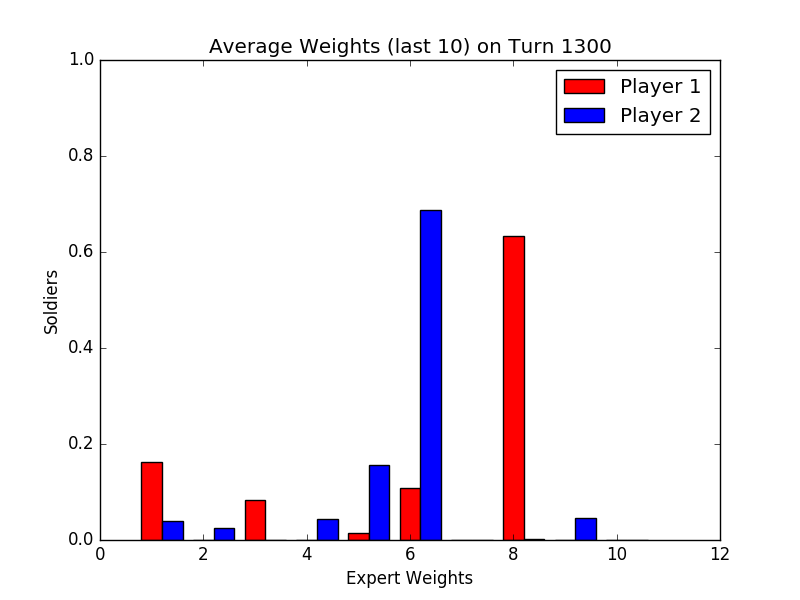 Average Weights (last 10) on Turn 1300
1.0
0.8
0.6
0.4
0.2
0.0
Soldiers
Player 1
Player 2
0 2 4 6 8 10 12
Expert Weights